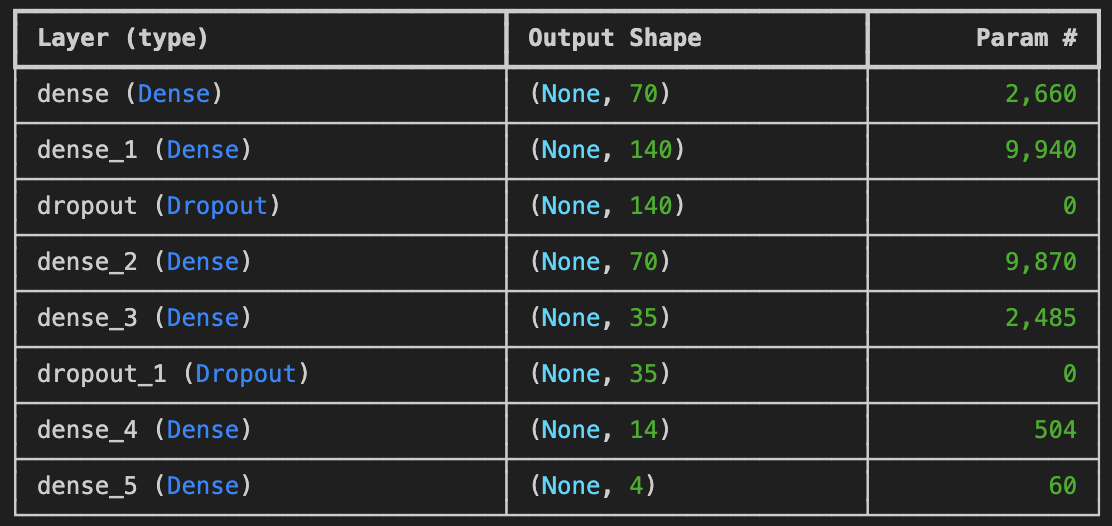 Layer (type) Output Shape Param #
dense (Dense) (None, 70) 2,660
dense_1 (Dense) (None, 140) 9,940
dropout (Dropout) (None, 140) 0
dense_2 (Dense) (None, 70) 9,870
dense_3 (Dense) (None, 35) 2,485
dropout_1 (Dropout) (None, 35) 0
dense_4 (Dense) (None, 14) 504
dense_5 (Dense) (None, 4) 60